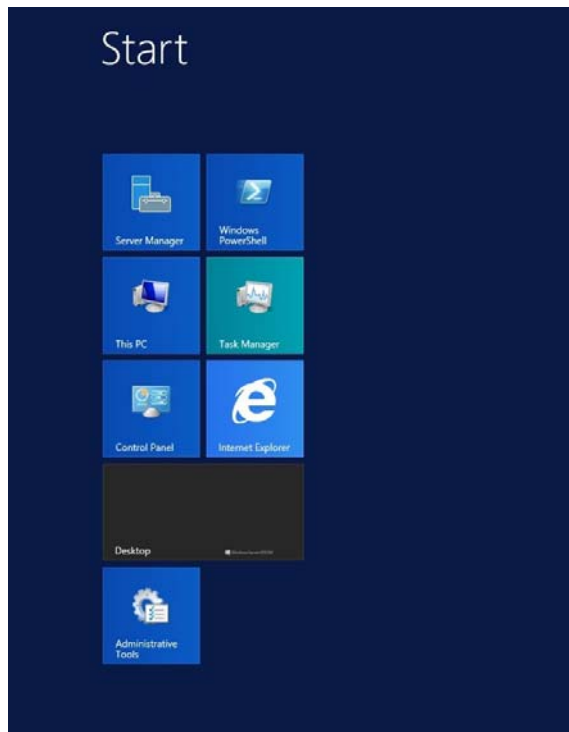 Start
Server Manager
Windows
PowerShell
This PC
Task Manager
Control Panel
Internet Explorer
Desktop
Administrative
Tools